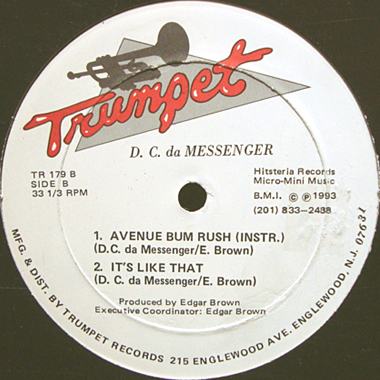 Trumpet
D. C. da MESSENGER
TR 179 B
SIDE B
33 1/3 RPM
Hitsteria Records
Micro-Mini Music
B.M.I. © ℗ 1993
(201) 833-2438
1. AVENUE BUM RUSH (INSTR.)
(D.C. da Messenger/E. Brown)
2. IT'S LIKE THAT
(D. C. da Messenger/E. Brown)
Produced by Edgar Brown
Executive Coordinator: Edgar Brown
MFG. & DIST. BY TRUMPET RECORDS 215 ENGLEWOOD AVE. ENGLEWOOD, N.J. 07631